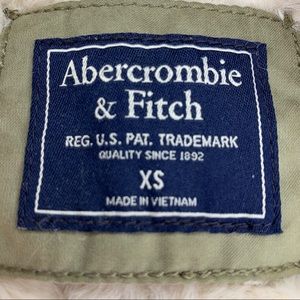 Abercrombie
& Fitch
REG. U.S. PAT. TRADEMARK
QUALITY SINCE 1892
XS
MADE IN VIETNAM